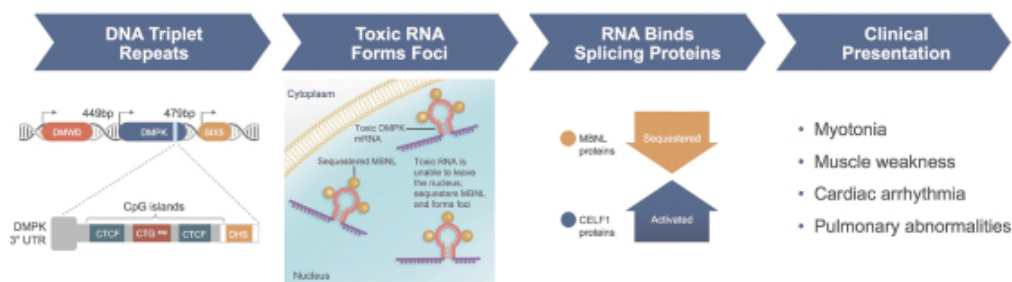 DNA Triplet
Repeats
Toxic RNA
Forms Foci
RNA Binds
Splicing Proteins
Clinical
Presentation
449bp
479bp
DMWD
DMPK
SIX5
CpG islands
DMPK
3" UTR
CTCF
CTG
CTCF
DHS
Cytoplasm
Toxic DMPK
mRNA
Sequestered MBNL
Toxic RNA is
unable to leave
the nucleus,
sequesters MBNL
and forms foci
Nucleus
MBNL
proteins
Sequestered
CELF1
proteins
Activated
• Myotonia
• Muscle weakness
• Cardiac arrhythmia
• Pulmonary abnormalities